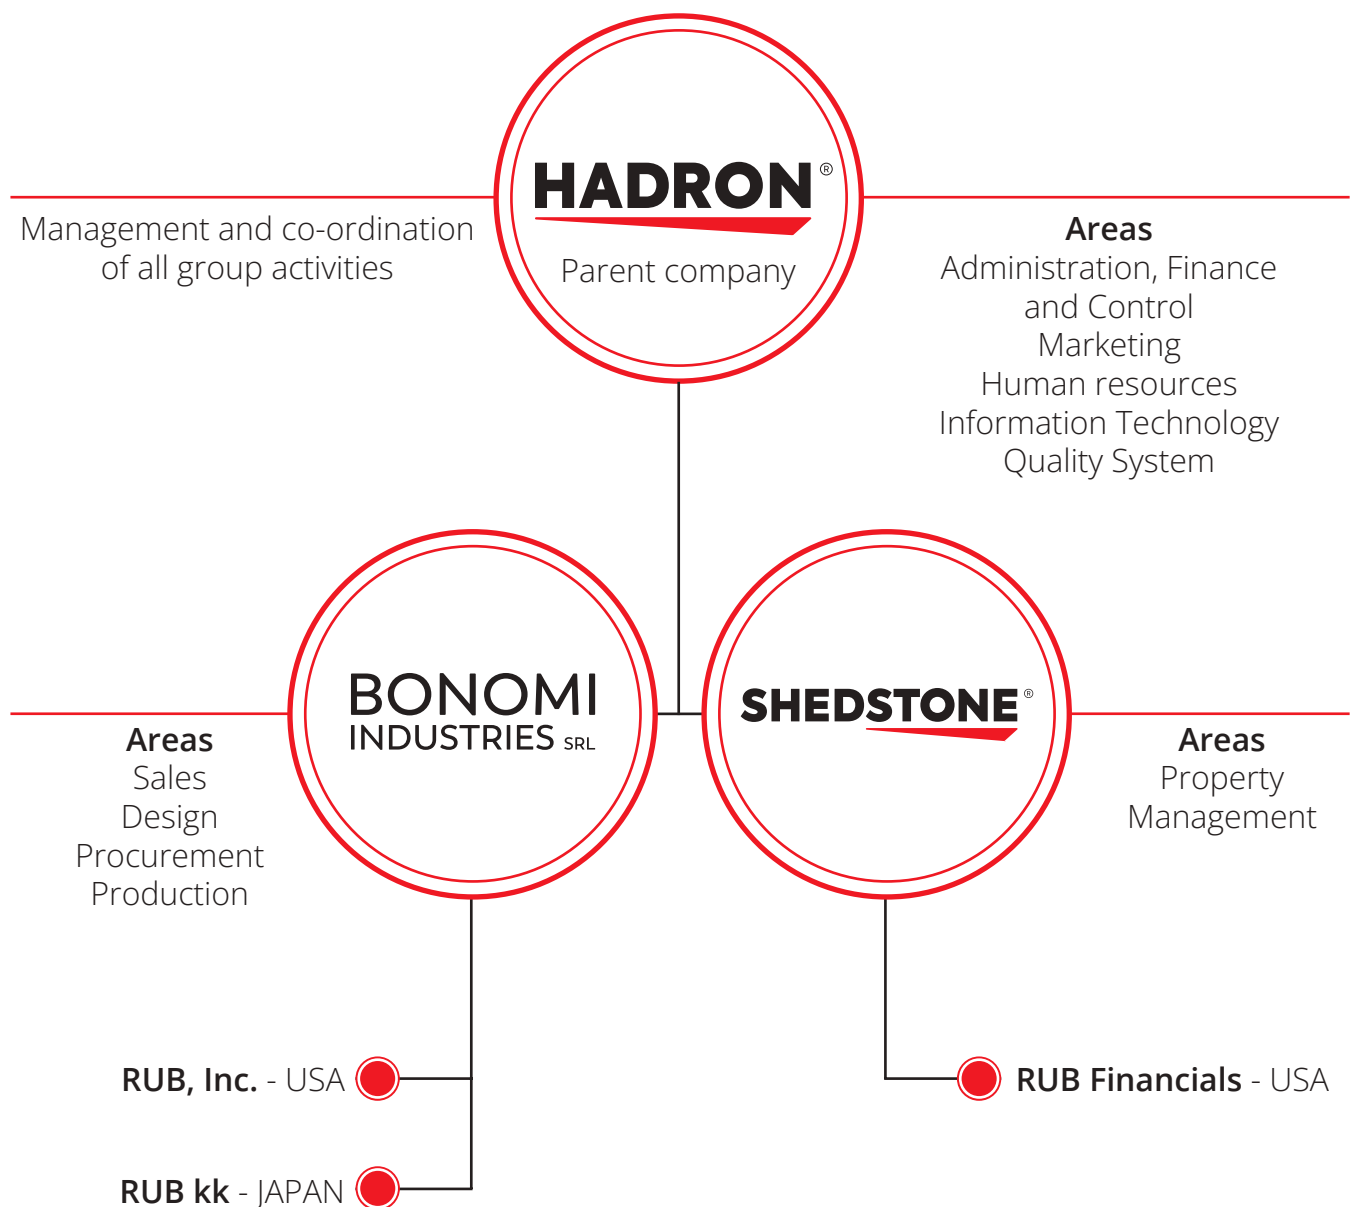 HADRON®
Parent company
Management and co-ordination
of all group activities
Areas
Administration, Finance
and Control
Marketing
Human resources
Information Technology
Quality System
BONOMI
INDUSTRIES SRL
Areas
Sales
Design
Procurement
Production
SHEDSTONE®
Areas
Property
Management
RUB, Inc. - USA
RUB kk - JAPAN
RUB Financials - USA